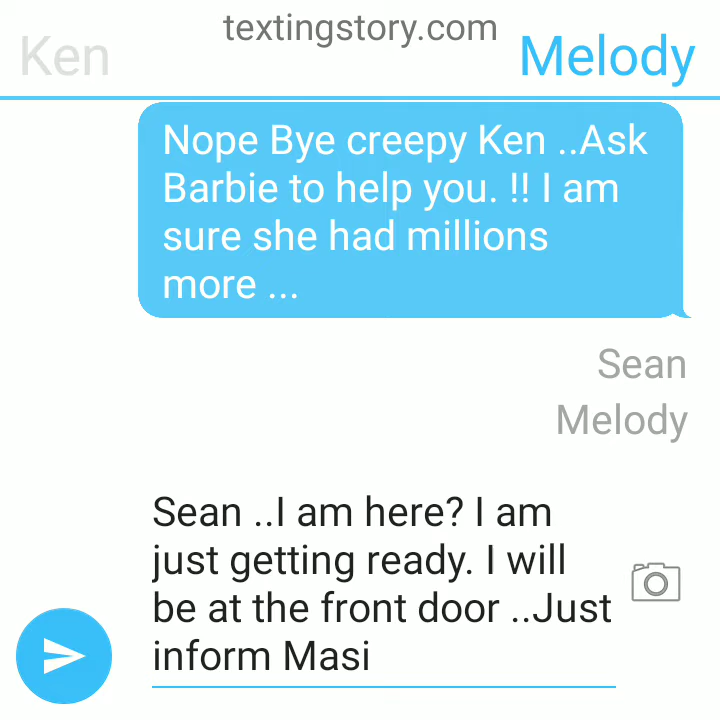 textingstory.com
Ken
Melody
Nope Bye creepy Ken ..Ask
Barbie to help you. !! I am
sure she had millions
more ...
Sean
Melody
Sean ..I am here? I am
just getting ready. I will
be at the front door ..Just
inform Masi